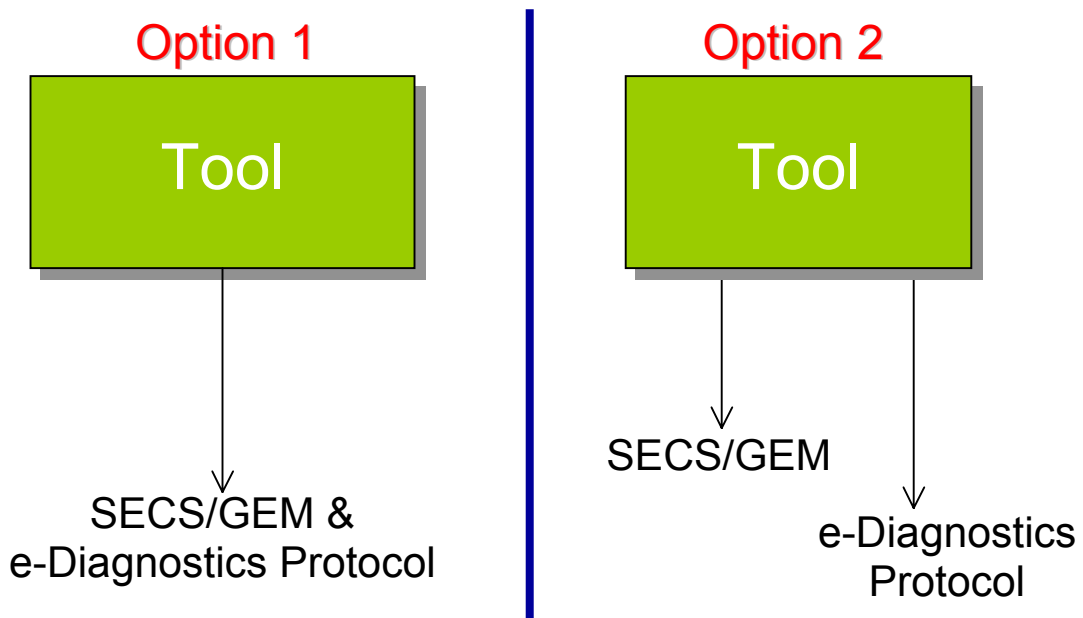 Option 1
Tool
SECS/GEM &
e-Diagnostics Protocol
Option 2
Tool
SECS/GEM
e-Diagnostics
Protocol